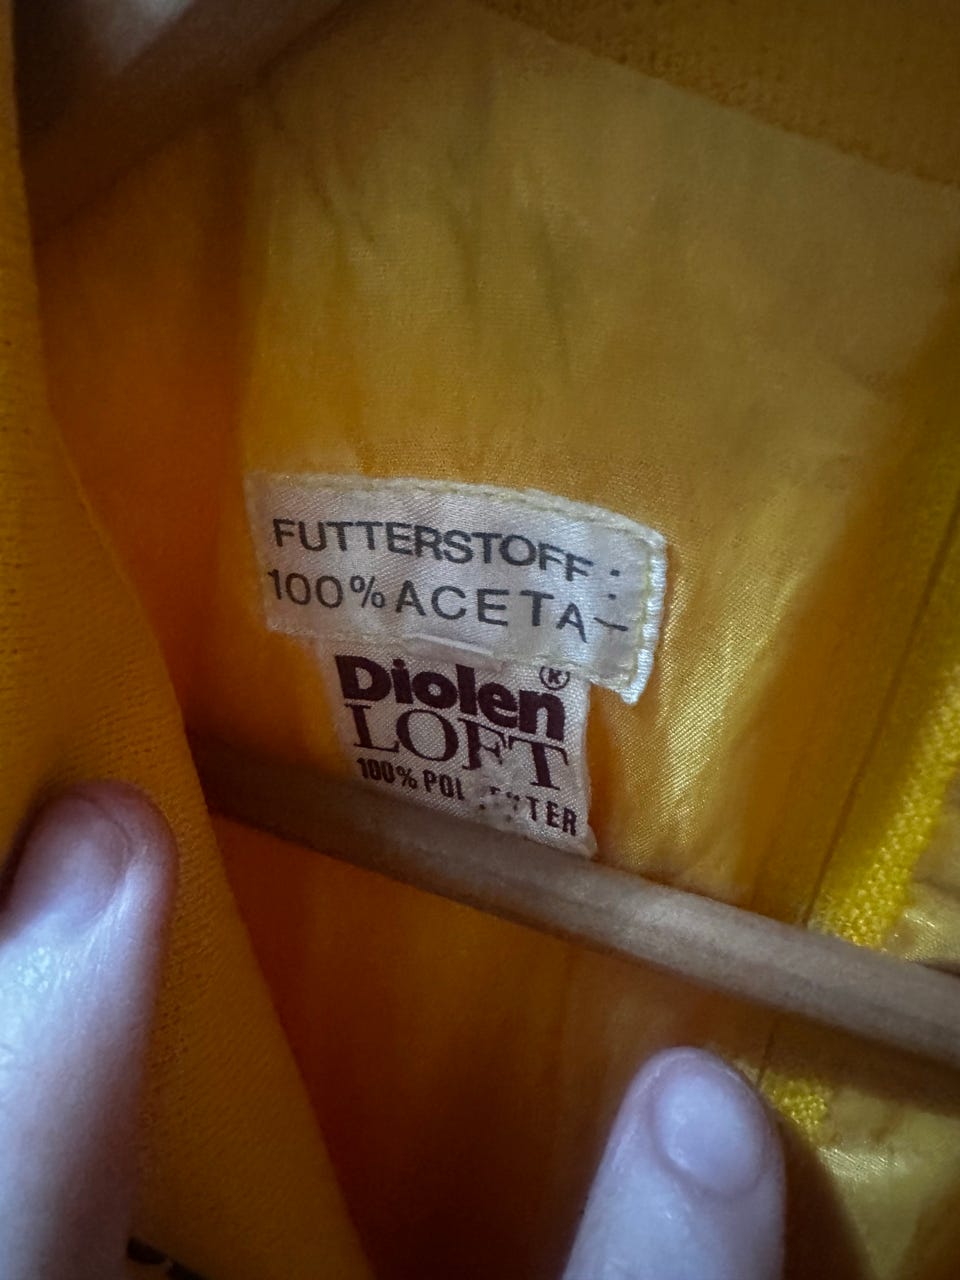 FUTTERSTOFF :
100% ACETA-
Diolen ®
LOFT
100%